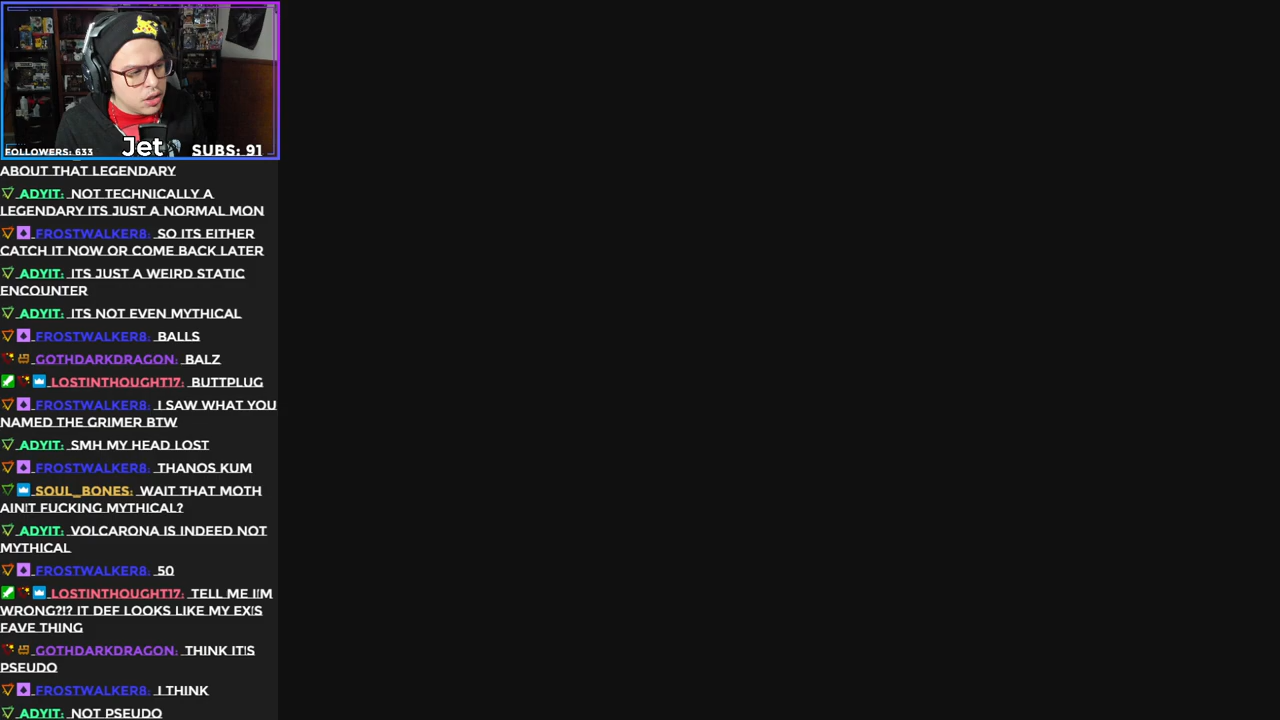 FOLLOWERS: 633
Jet
SUBS: 91
ABOUT THAT LEGENDARY
ADYIT: NOT TECHNICALLY A
LEGENDARY ITS JUST A NORMAL MON
FROSTWALKER8: SO ITS EITHER
CATCH IT NOW OR COME BACK LATER
ADYIT: ITS JUST A WEIRD STATIC
ENCOUNTER
ADYIT: ITS NOT EVEN MYTHICAL
FROSTWALKER8: BALLS
GOTHDARKDRAGON: BALZ
LOSTINTHOUGHT17: BUTTPLUG
FROSTWALKER8: I SAW WHAT YOU
NAMED THE GRIMER BTW
ADYIT: SMH MY HEAD LOST
FROSTWALKER8: THANOS KUM
SOUL_BONES: WAIT THAT MOTH
AIN'T FUCKING MYTHICAL?
ADYIT: VOLCARONA IS INDEED NOT
MYTHICAL
FROSTWALKER8: 50
LOSTINTHOUGHT17: TELL ME I'M
WRONG?!? IT DEF LOOKS LIKE MY EX'S
FAVE THING
GOTHDARKDRAGON: THINK IT'S
PSEUDO
FROSTWALKER8: I THINK
ADYIT: NOT PSEUDO